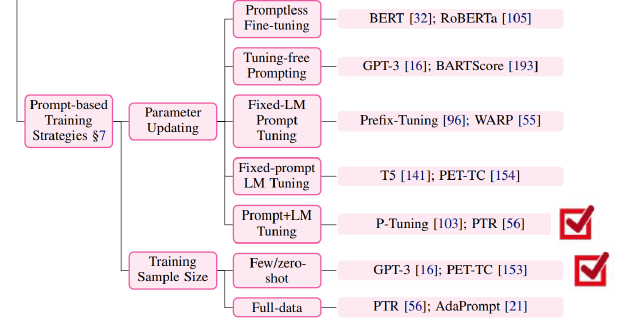 Promptless
Fine-tuning
BERT [32]; RoBERTa [105]
Tuning-free
Prompting
GPT-3 [16]; BARTScore [193]
Prompt-based
Training
Strategies §7
Parameter
Updating
Fixed-LM
Prompt
Tuning
Prefix-Tuning [96]; WARP [55]
Fixed-prompt
LM Tuning
T5 [141]; PET-TC [154]
Prompt+LM
Tuning
P-Tuning [103]; PTR [56]
Training
Sample Size
Few/zero-
shot
GPT-3 [16]; PET-TC [153]
Full-data
PTR [56]; AdaPrompt [21]